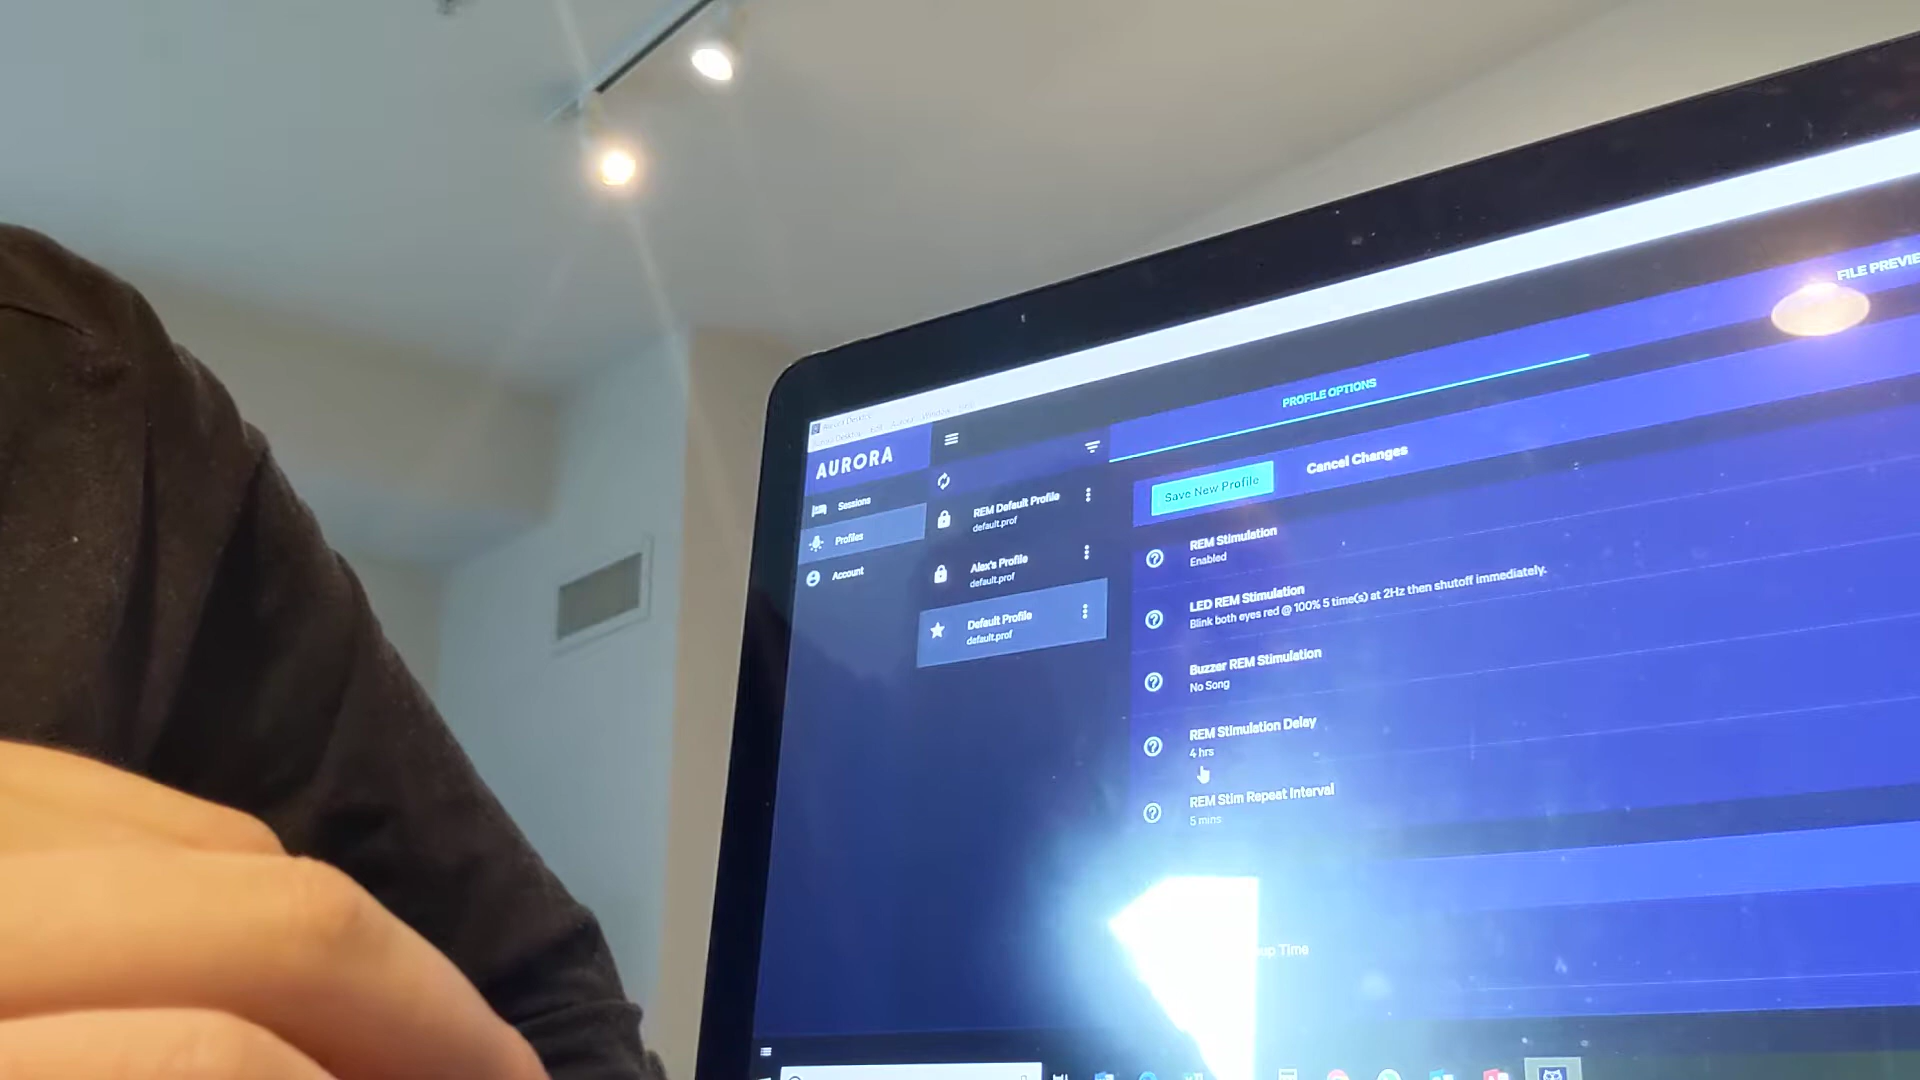 FILE PREVIE
PROFILE OPTIONS
AURORA
Sessions
Profiles
Account
REM Default Profile
default.prof
Alex's Profile
default.prof
Default Profile
default.prof
Save New Profile
Cancel Changes
REM Stimulation
Enabled
LED REM Stimulation
Blink both eyes red @ 100% 5 time(s) at 2Hz then shutoff immediately.
Buzzer REM Stimulation
No Song
REM Stimulation Delay
4 hrs
REM Stim Repeat Interval
5 mins
Time